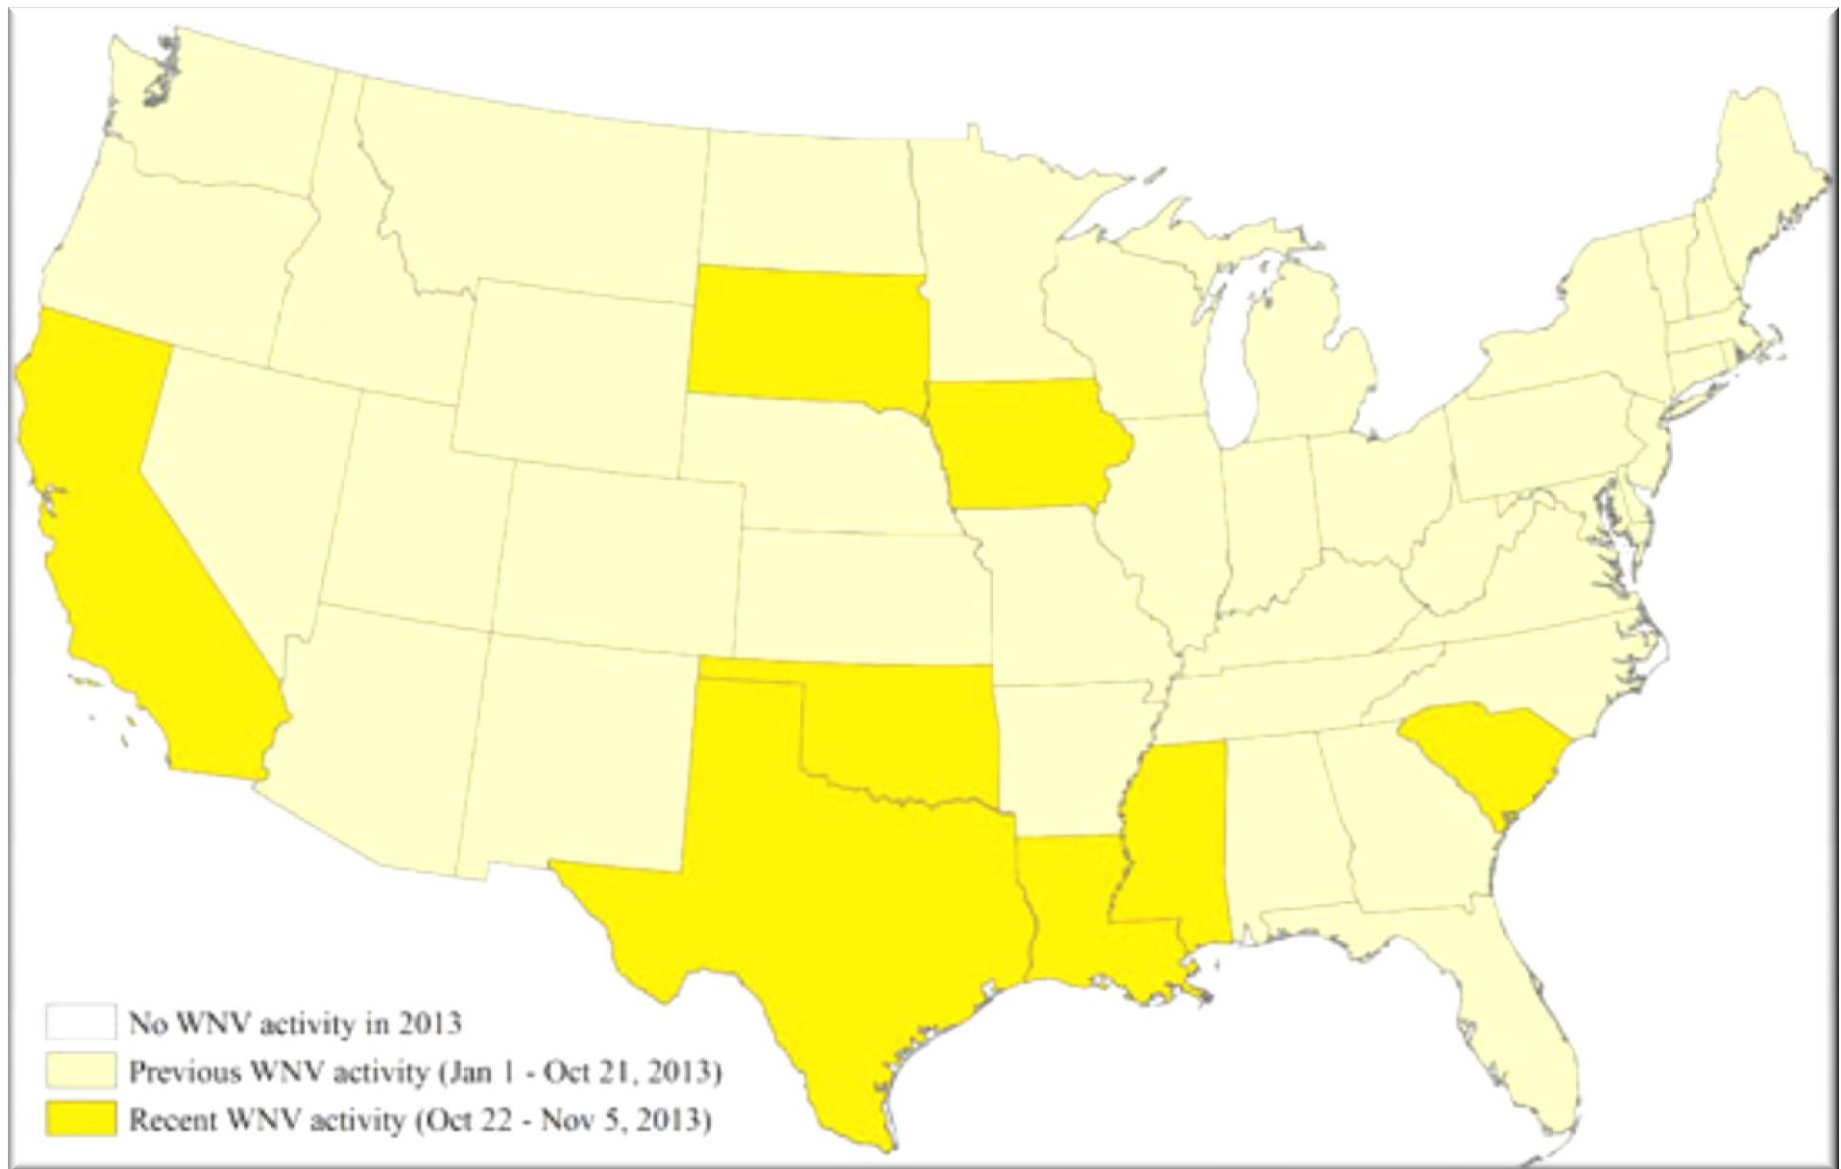 No WNV activity in 2013
Previous WNV activity (Jan 1 - Oct 21, 2013)
Recent WNV activity (Oct 22 - Nov 5, 2013)